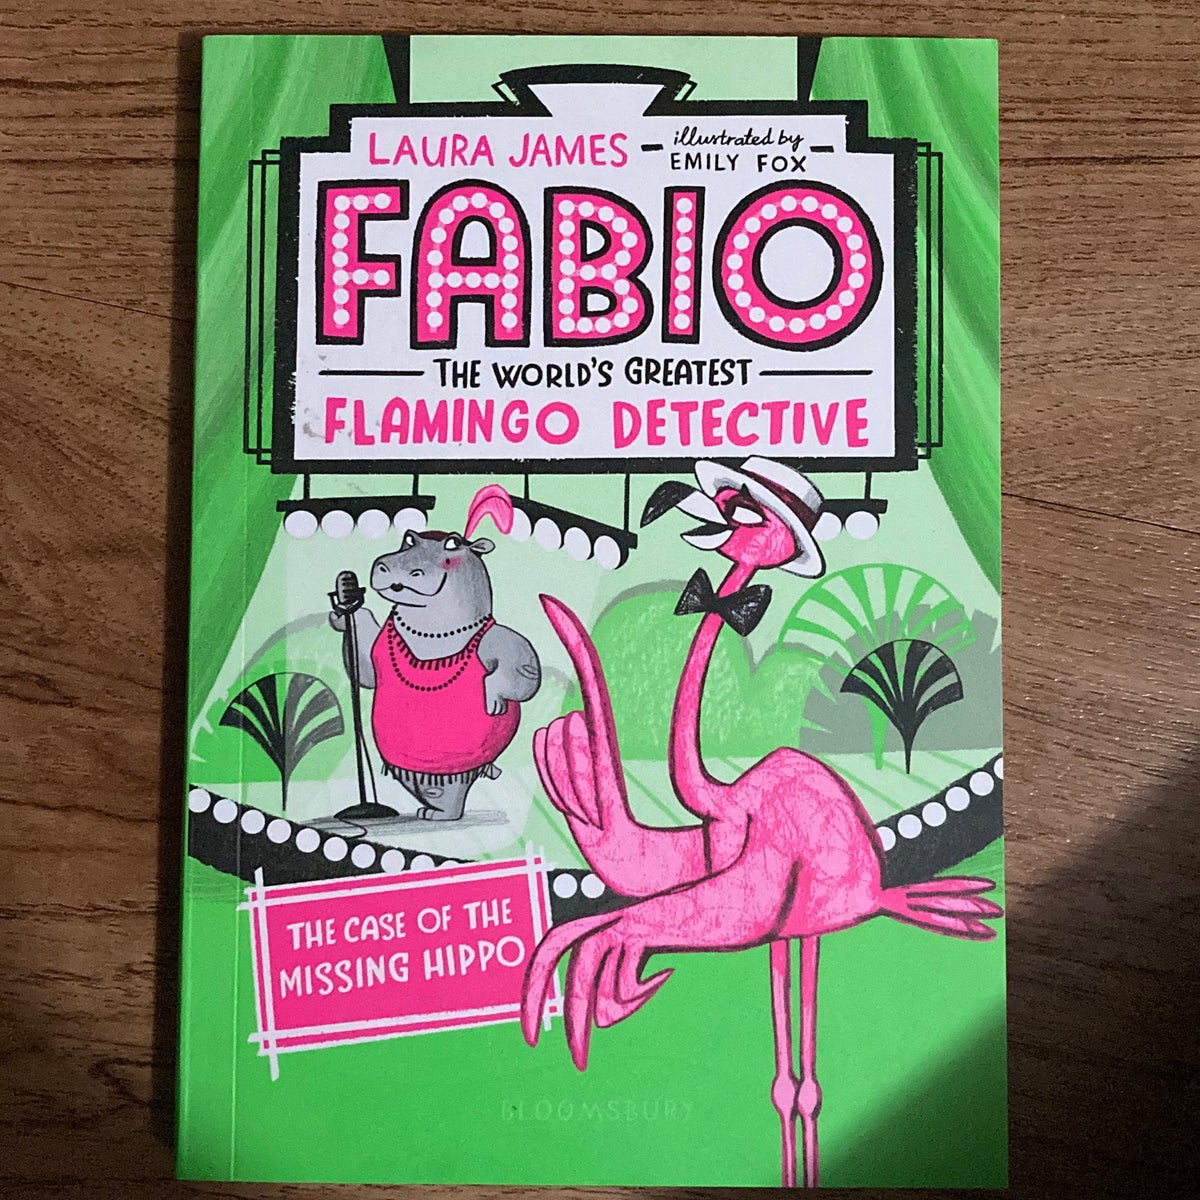 LAURA JAMES - illustrated by EMILY FOX -
FABIO
THE WORLD'S GREATEST
FLAMINGO DETECTIVE
THE CASE OF THE
MISSING HIPPO
BLOOMSBURY